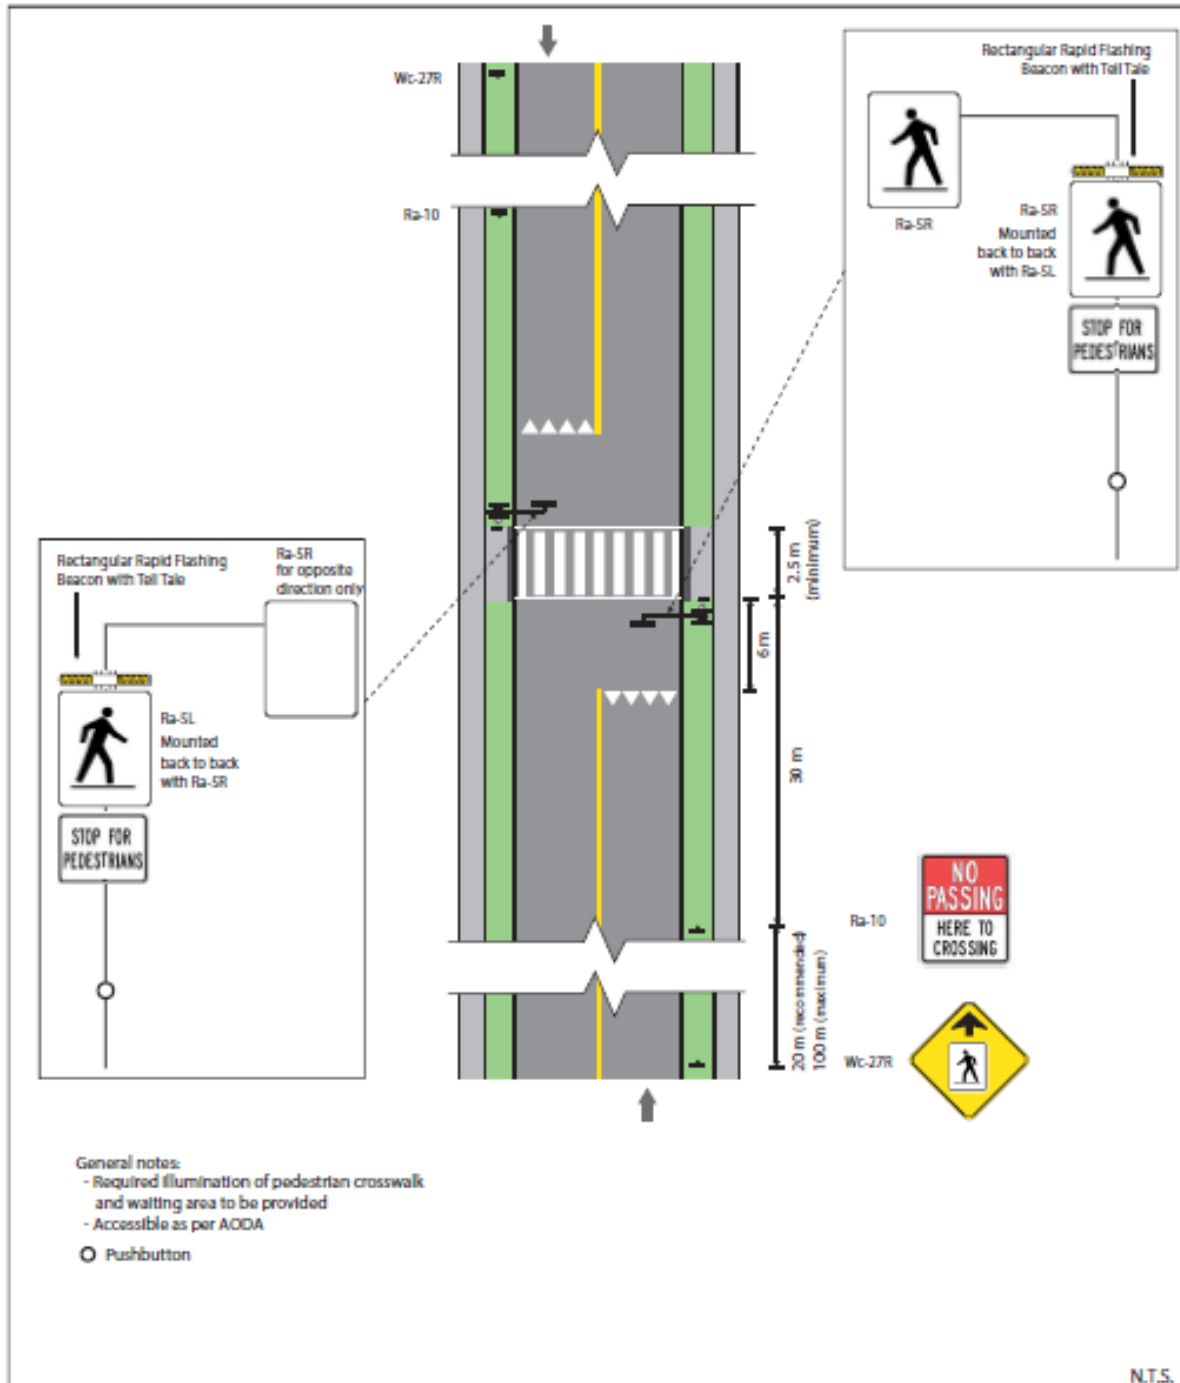 Wc-27R
Ra-10
Rectangular Rapid Flashing
Beacon with Tell Tale
Ra-5R
Ra-5R
Mounted
back to back
with Ra-5L
STOP FOR
PEDESTRIANS
Rectangular Rapid Flashing
Beacon with Tell Tale
Ra-5R
for opposite
direction only
Ra-5L
Mounted
back to back
with Ra-5R
STOP FOR
PEDESTRIANS
2.5 m
(minimum)
6 m
30 m
20 m (recommended)
100 m (maximum)
Ra-10
NO
PASSING
HERE TO
CROSSING
Wc-27R
General notes:
- Required illumination of pedestrian crosswalk
and waiting area to be provided
- Accessible as per AODA
Pushbutton
N.T.S.